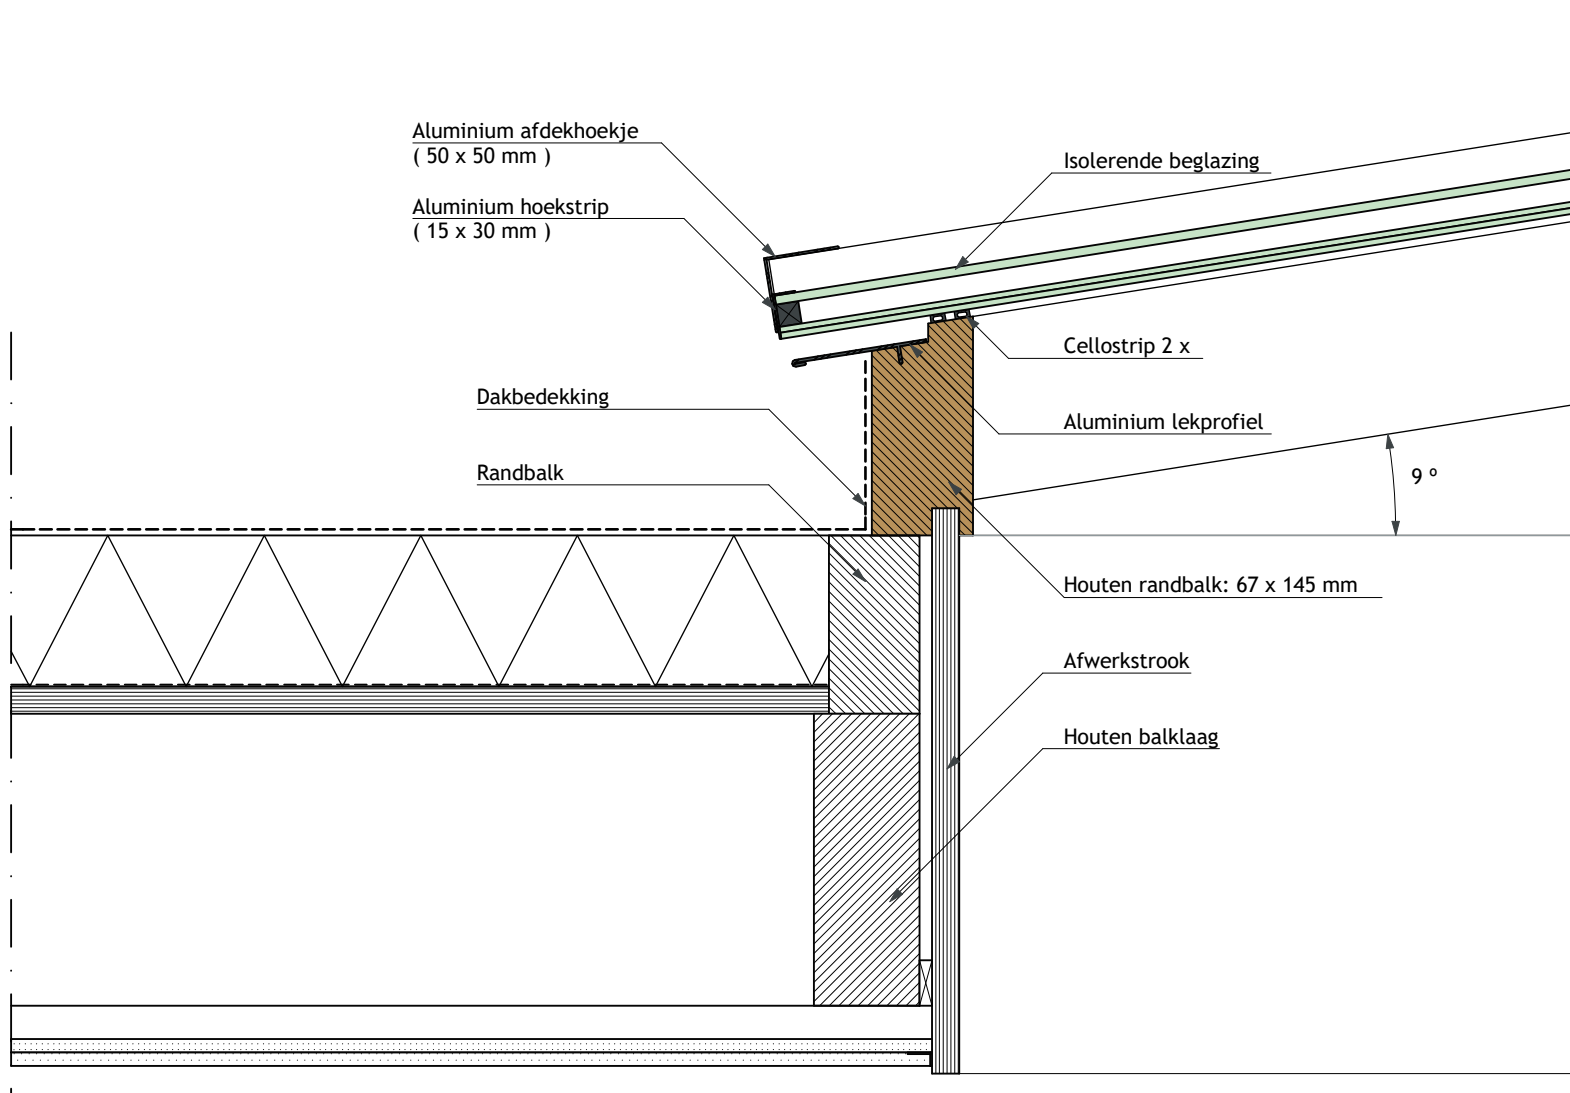 Aluminium afdekhoekje
( 50 x 50 mm )
Aluminium hoekstrip
( 15 x 30 mm )
Isolerende beglazing
Cellostrip 2 x
Dakbedekking
Aluminium lekprofiel
Randbalk
9 º
Houten randbalk: 67 x 145 mm
Afwerkstrook
Houten balklaag